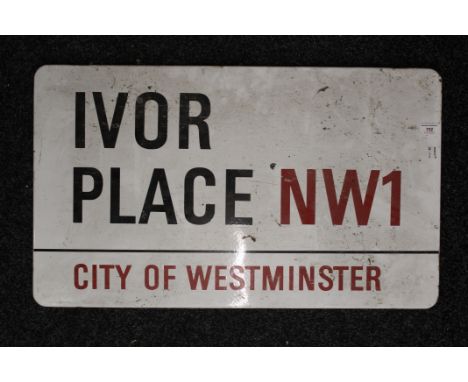 IVOR
PLACE NW1
CITY OF WESTMINSTER